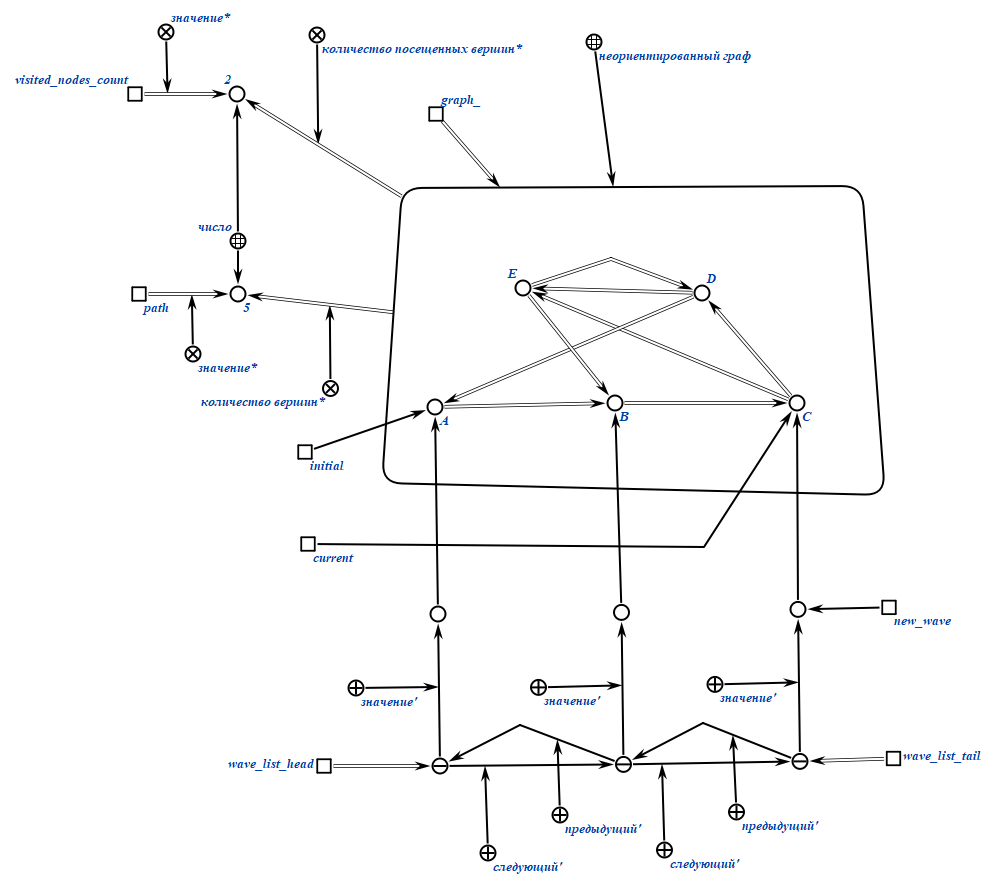 значение*
количество посещенных вершин*
неориентированный граф
visited_nodes_count
2
graph_
число
E
D
path
5
значение*
количество вершин*
A
B
C
initial
current
new_wave
значение'
значение'
значение'
wave_list_head
wave_list_tail
предыдущий'
предыдущий'
следующий'
следующий'